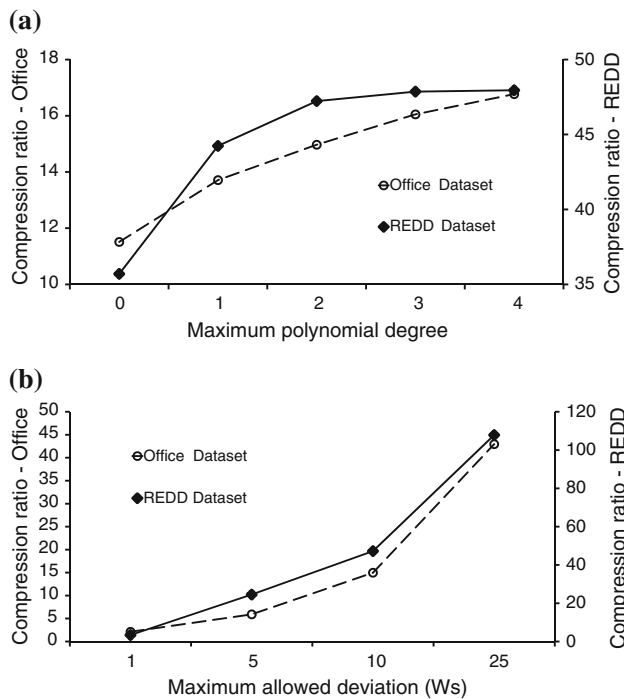 (a)
Compression ratio - Office
18
16
14
12
10
50
45
40
35
Compression ratio - REDD
Office Dataset
REDD Dataset
0 1 2 3 4
Maximum polynomial degree
(b)
Compression ratio - Office
50
45
40
35
30
25
20
15
10
5
0
120
100
80
60
40
20
0
Compression ratio - REDD
Office Dataset
REDD Dataset
1 5 10 25
Maximum allowed deviation (Ws)